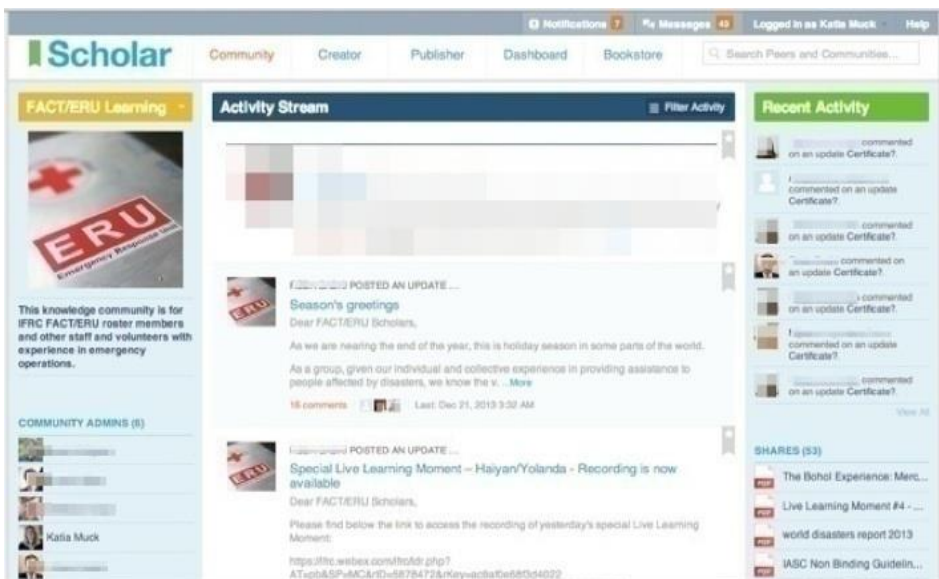 Notifications 7 Messages 43 Logged in as Katia Muck Help
Scholar
Community Creator Publisher Dashboard Bookstore
Search Peers and Communities...
FACT/ERU Learning
ERU
Emergency Response Unit
This knowledge community is for
IFRC FACT/ERU roster members
and other staff and volunteers with
experience in emergency
operations.
COMMUNITY ADMINS (6)
Katia Muck
Activity Stream
Filter Activity
POSTED AN UPDATE ...
Season's greetings
Dear FACT/ERU Scholars,
As we are nearing the end of the year, this is holiday season in some parts of the world.
As a group, given our individual and collective experience in providing assistance to
people affected by disasters, we know the v. ..More
16 comments Last: Dec 21, 2013 3:32 AM
POSTED AN UPDATE ...
Special Live Learning Moment – Haiyan/Yolanda - Recording is now
available
Dear FACT/ERU Scholars,
Please find below the link to access the recording of yesterday's special Live Learning
Moment:
Recent Activity
commented
on an update Certificate?.
commented on an update
Certificate?.
commented
on an update Certificate?.
commented on
an update Certificate?.
commented
on an update Certificate?.
commented on an update
Certificate?.
commented
on an update Certificate?.
View All
SHARES (53)
PDF The Bohol Experience: Merc...
PDF Live Learning Moment #4 - ...
PDF world disasters report 2013
PDF IASC Non Binding Guidelin...